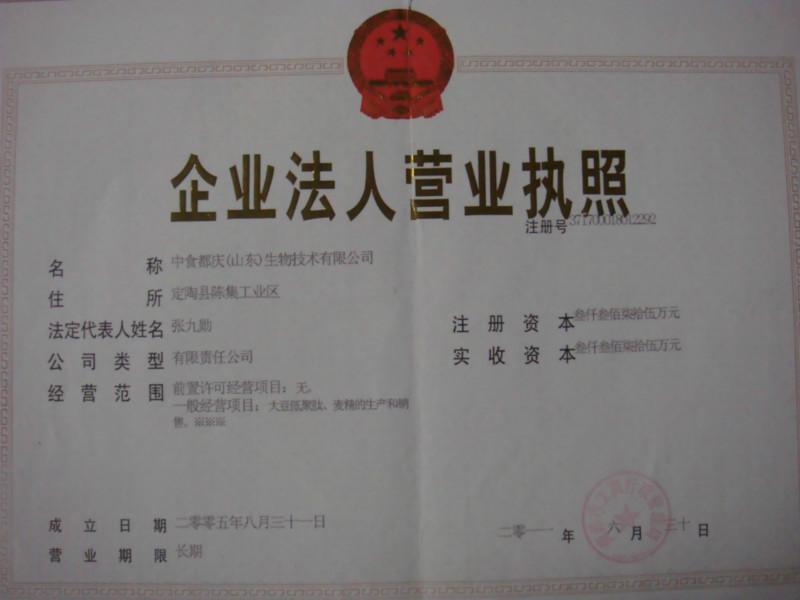 企业法人营业执照
注册号 371700018012292
名称 中食都庆(山东)生物技术有限公司
住所 定陶县陈集工业区
法定代表人姓名 张九勋
公司类型 有限责任公司
经营范围 前置许可经营项目：无。
一般经营项目：大豆低聚肽、麦精的生产和销
售。※※※
注册资本 叁仟叁佰柒拾伍万元
实收资本 叁仟叁佰柒拾伍万元
成立日期 二零零五年八月三十一日
营业期限 长期
二零一一年六月三十日